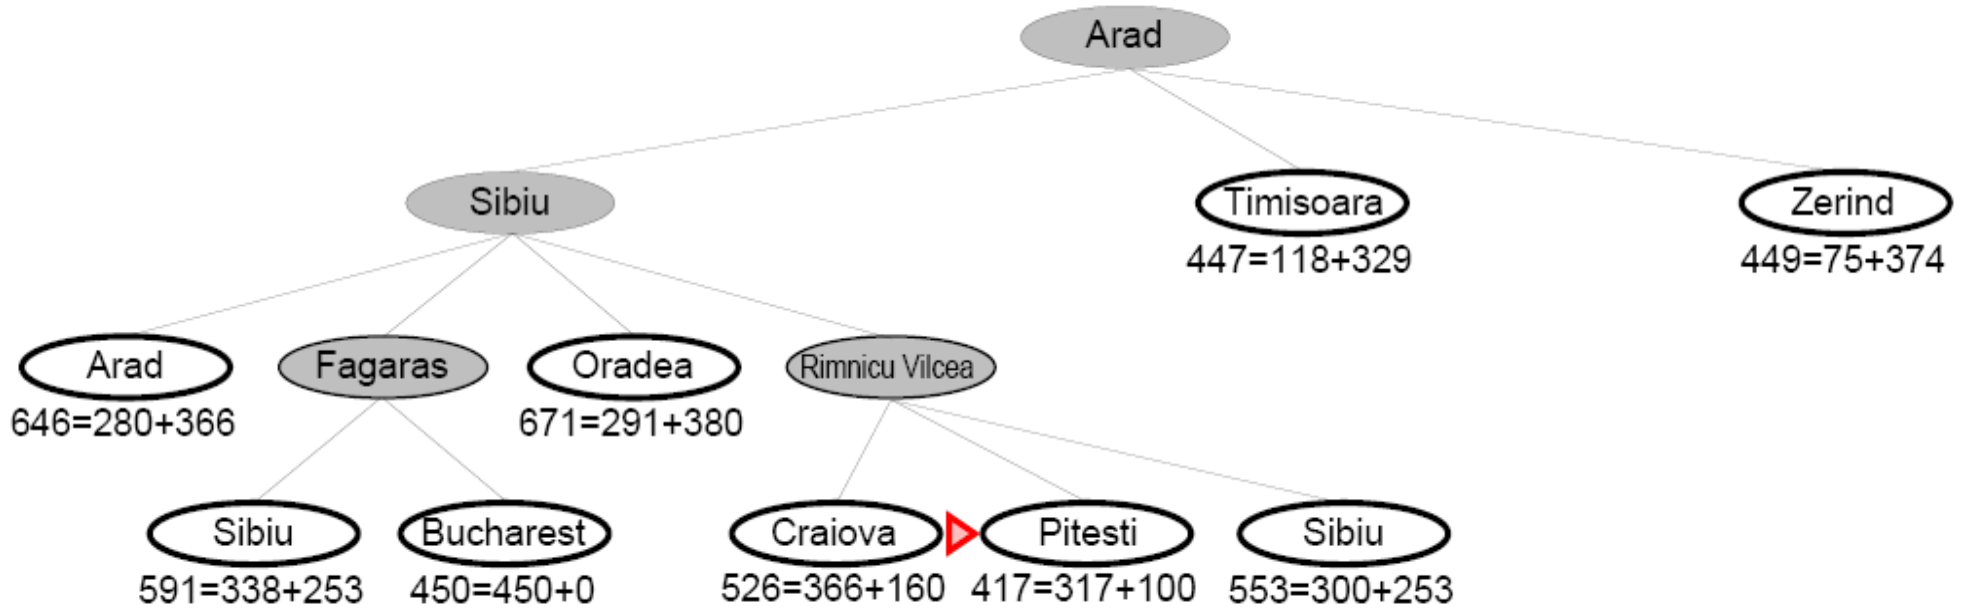 Arad
Sibiu
Timisoara
Zerind
447=118+329
449=75+374
Arad
Fagaras
Oradea
Rimnicu Vilcea
646=280+366
671=291+380
Sibiu
Bucharest
Craiova
Pitesti
Sibiu
591=338+253
450=450+0
526=366+160
417=317+100
553=300+253